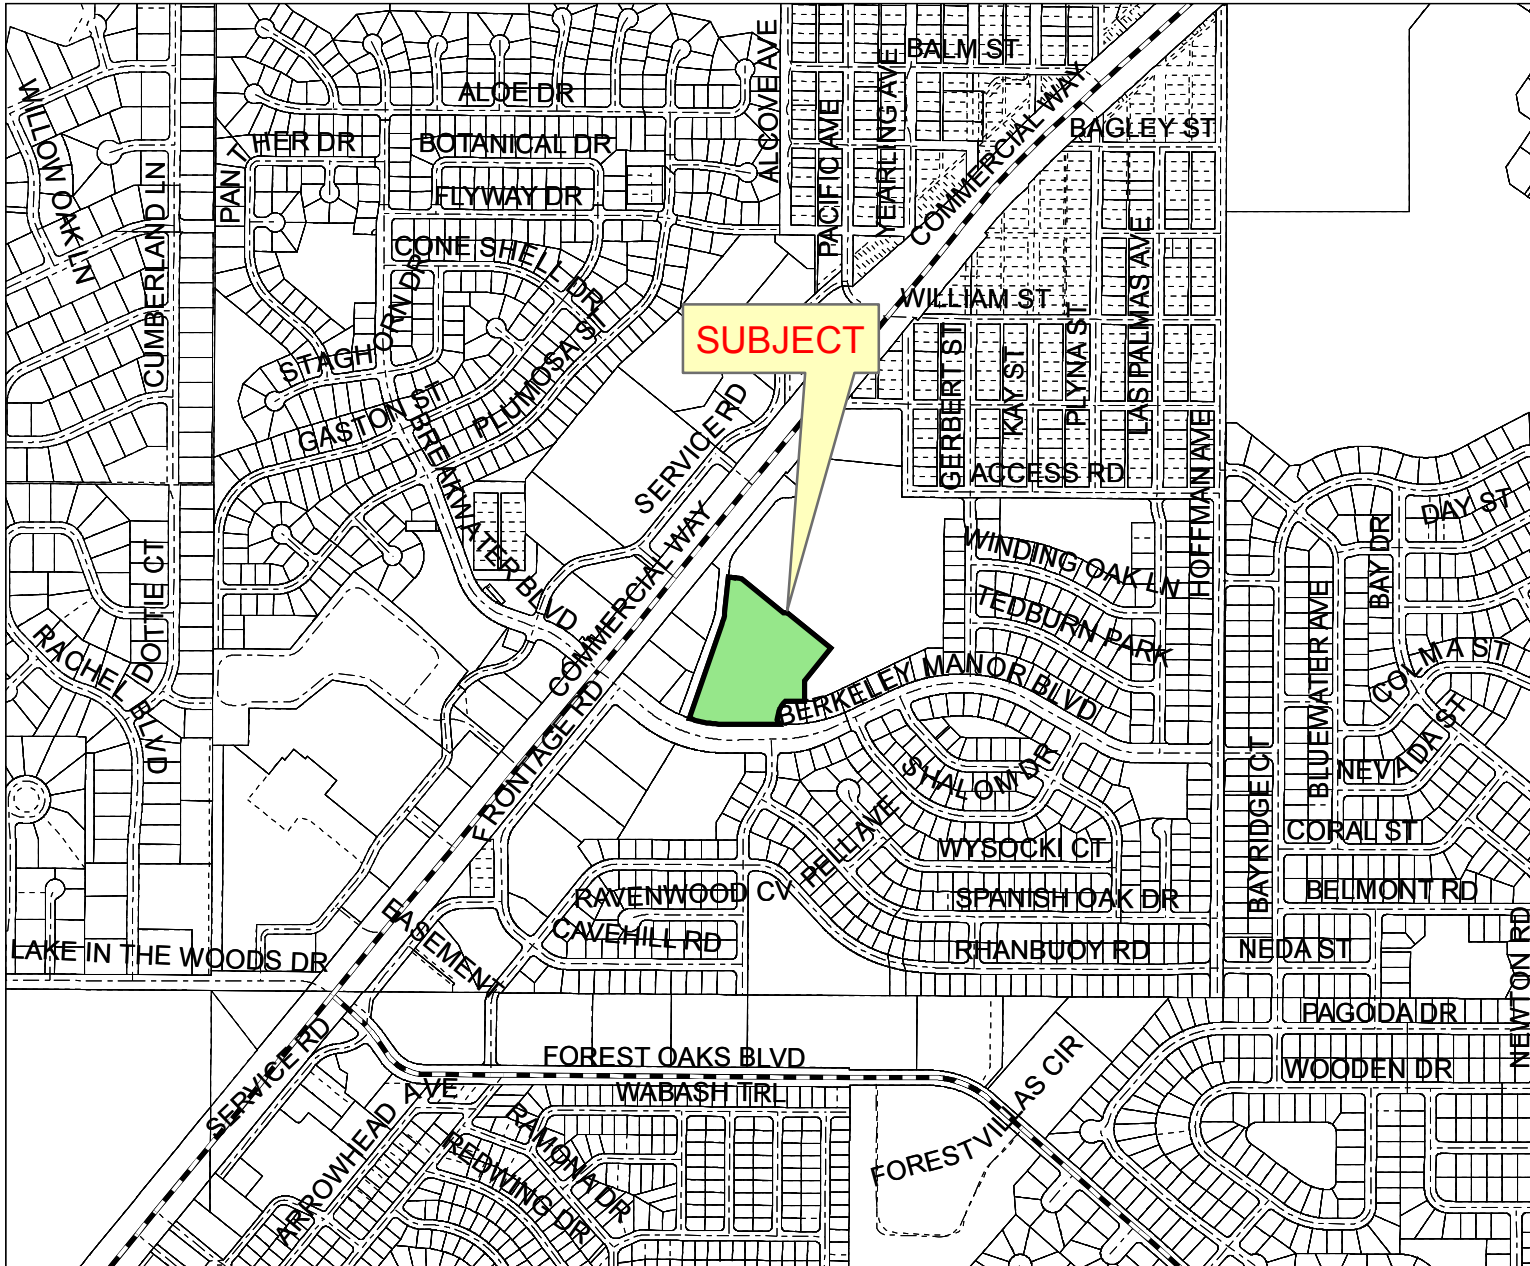 BALM ST
ALOE DR
ALCOVE AVE
WILLOW OAK LN
PACIFIC AVE
YEARLING AVE
COMMERCIAL WAY
BAGLEY ST
HER DR
BOTANICAL DR
PAN T
FLYWAY DR
CUMBERLAND LN
CONE SHELL DR
LAS PALMAS AVE
WILLIAM ST
STAGHORN DR
PLUMOSA ST
SUBJECT
GERBERT ST
KAY ST
PLYNA ST
GASTON ST
SERVICE RD
HOFFMAN AVE
ACCESS RD
BREAKWATER BLVD
COMMERCIAL WAY
DAY ST
BAY DR
WINDING OAK LN
DOTTIE CT
TEDBURN PARK
BLUEWATER AVE
RACHEL BLVD
COLMA ST
BERKELEY MANOR BLVD
FRONTAGE RD
NEVADA ST
BAYRIDGE CT
SHALOM DR
PELLI AVE
CORAL ST
WYSOCKI CT
RAVENWOOD CV
SPANISH OAK DR
BELMONT RD
EASEMENT
CAVEHILL RD
RHANBUOY RD
NEDA ST
LAKE IN THE WOODS DR
NEWTON RD
PAGODA DR
SERVICE RD
FOREST OAKS BLVD
WOODEN DR
WABASH TRL
FOREST VILLAS CIR
ARROWHEAD AVE
RAMONA DR
REDWING DR